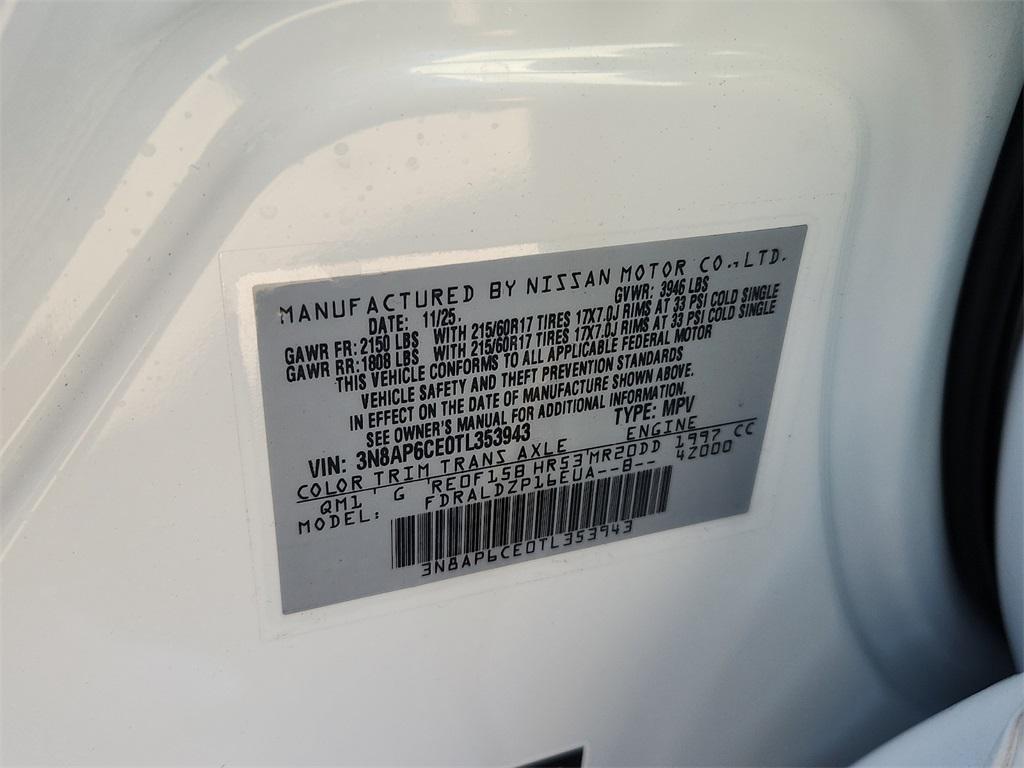 MANUFACTURED BY NISSAN MOTOR CO.,LTD.
DATE: 11/25. GVWR: 3946 LBS
GAWR FR: 2150 LBS WITH 215/60R17 TIRES 17X7.0J RIMS AT 33 PSI COLD SINGLE
GAWR RR: 1808 LBS WITH 215/60R17 TIRES 17X7.0J RIMS AT 33 PSI COLD SINGLE
THIS VEHICLE CONFORMS TO ALL APPLICABLE FEDERAL MOTOR
VEHICLE SAFETY AND THEFT PREVENTION STANDARDS
IN EFFECT ON THE DATE OF MANUFACTURE SHOWN ABOVE.
SEE OWNER'S MANUAL FOR ADDITIONAL INFORMATION.
VIN: 3N8AP6CE0TL353943 TYPE: MPV
COLOR TRIM TRANS AXLE ENGINE
QM1 G RE0F15B HR53 MR20DD 1997 CC
MODEL: FDRALDZP16EUA--B-- 42000
3N8AP6CE0TL353943